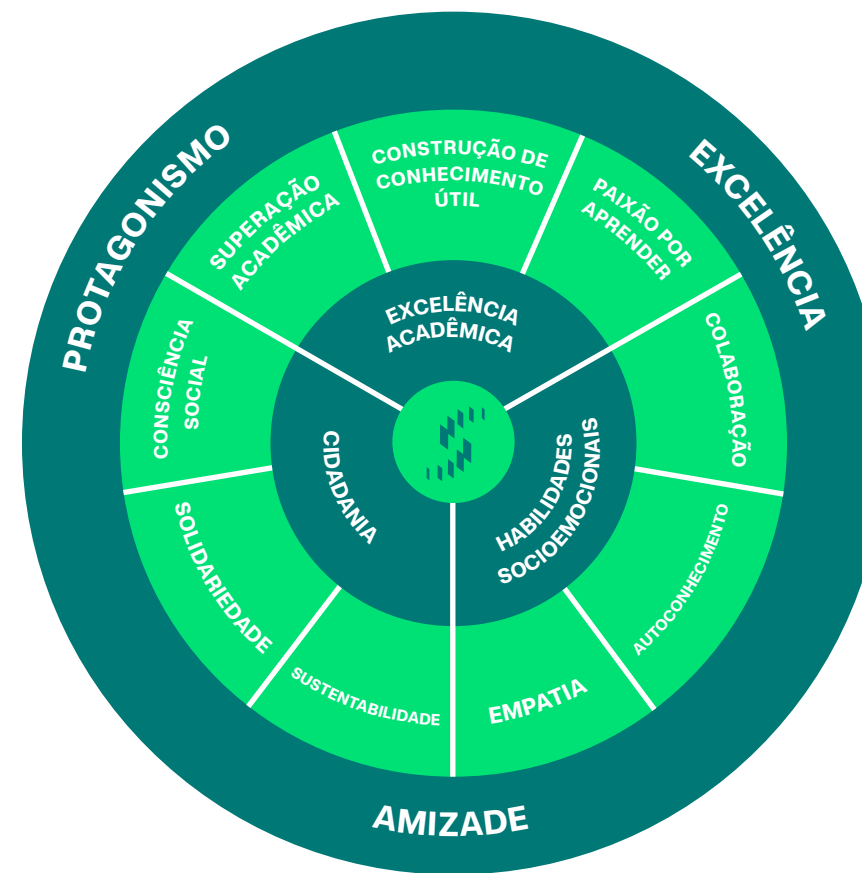 PROTAGONISMO
EXCELÊNCIA
AMIZADE
SUPERAÇÃO
ACADÊMICA
CONSTRUÇÃO DE
CONHECIMENTO
ÚTIL
PAIXÃO POR
APRENDER
COLABORAÇÃO
AUTOCONHECIMENTO
EMPATIA
SUSTENTABILIDADE
SOLIDARIEDADE
CONSCIÊNCIA
SOCIAL
EXCELÊNCIA
ACADÊMICA
HABILIDADES
SOCIOEMOCIONAIS
CIDADANIA